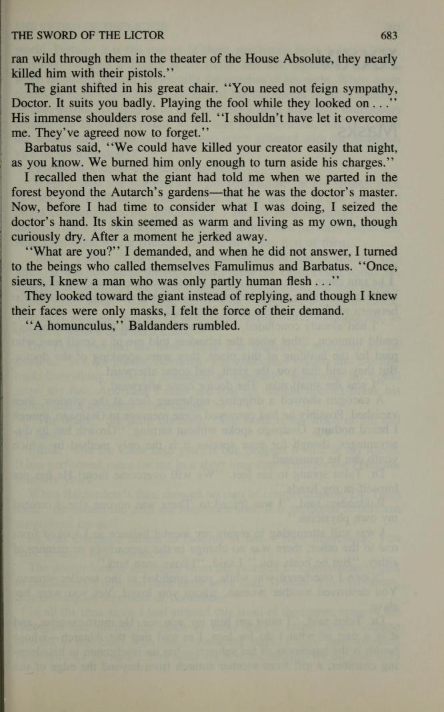 THE SWORD OF THE LICTOR 683
ran wild through them in the theater of the House Absolute, they nearly
killed him with their pistols.''
The giant shifted in his great chair. ''You need not feign sympathy,
Doctor. It suits you badly. Playing the fool while they looked on . . .''
His immense shoulders rose and fell. ''I shouldn't have let it overcome
me. They've agreed now to forget.''
Barbatus said, ''We could have killed your creator easily that night,
as you know. We burned him only enough to turn aside his charges.''
I recalled then what the giant had told me when we parted in the
forest beyond the Autarch's gardens—that he was the doctor's master.
Now, before I had time to consider what I was doing, I seized the
doctor's hand. Its skin seemed as warm and living as my own, though
curiously dry. After a moment he jerked away.
''What are you?'' I demanded, and when he did not answer, I turned
to the beings who called themselves Famulimus and Barbatus. ''Once,
sieurs, I knew a man who was only partly human flesh . . .''
They looked toward the giant instead of replying, and though I knew
their faces were only masks, I felt the force of their demand.
''A homunculus,'' Baldanders rumbled.